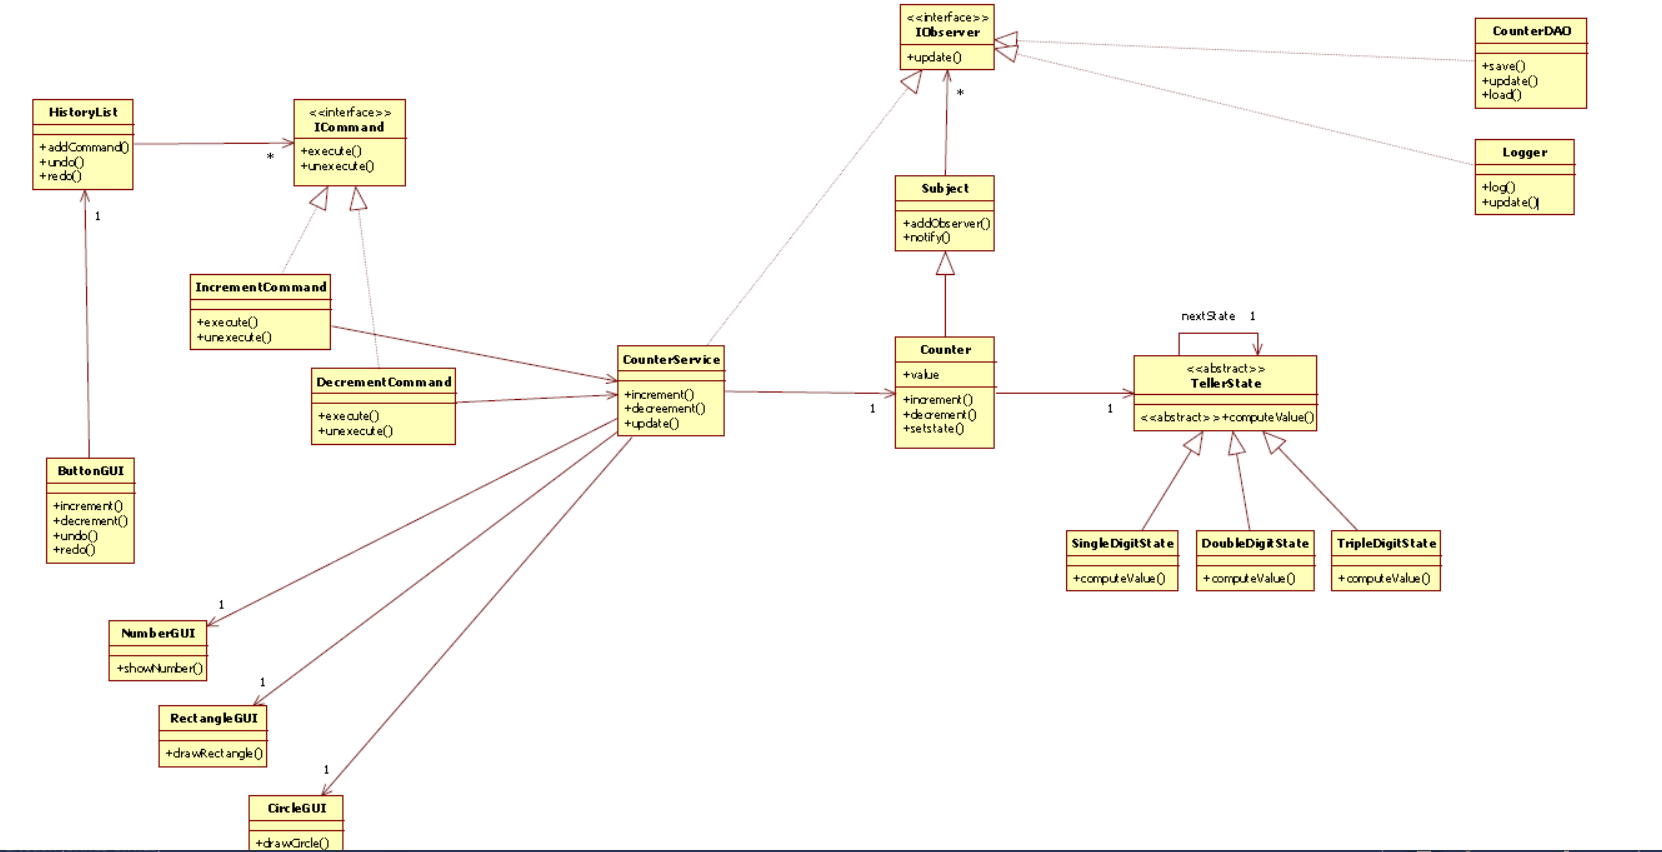 <<interface>>
IObserver
+update()
*
CounterDAO
+save()
+update()
+load()
HistoryList
+addCommand()
+undo()
+redo()
1
<<interface>>
ICommand
+execute()
+unexecute()
*
Logger
+log()
+update()
Subject
+addObserver()
+notify()
IncrementCommand
+execute()
+unexecute()
DecrementCommand
+execute()
+unexecute()
CounterService
+increment()
+decreement()
+update()
1
Counter
+value
+increment()
+decrement()
+setstate()
1
nextState 1
<<abstract>>
TellerState
<<abstract>>+computeValue()
ButtonGUI
+increment()
+decrement()
+undo()
+redo()
SingleDigitState
+computeValue()
DoubleDigitState
+computeValue()
TripleDigitState
+computeValue()
1
NumberGUI
+showNumber()
1
RectangleGUI
+drawRectangle()
1
CircleGUI
+drawCircle()